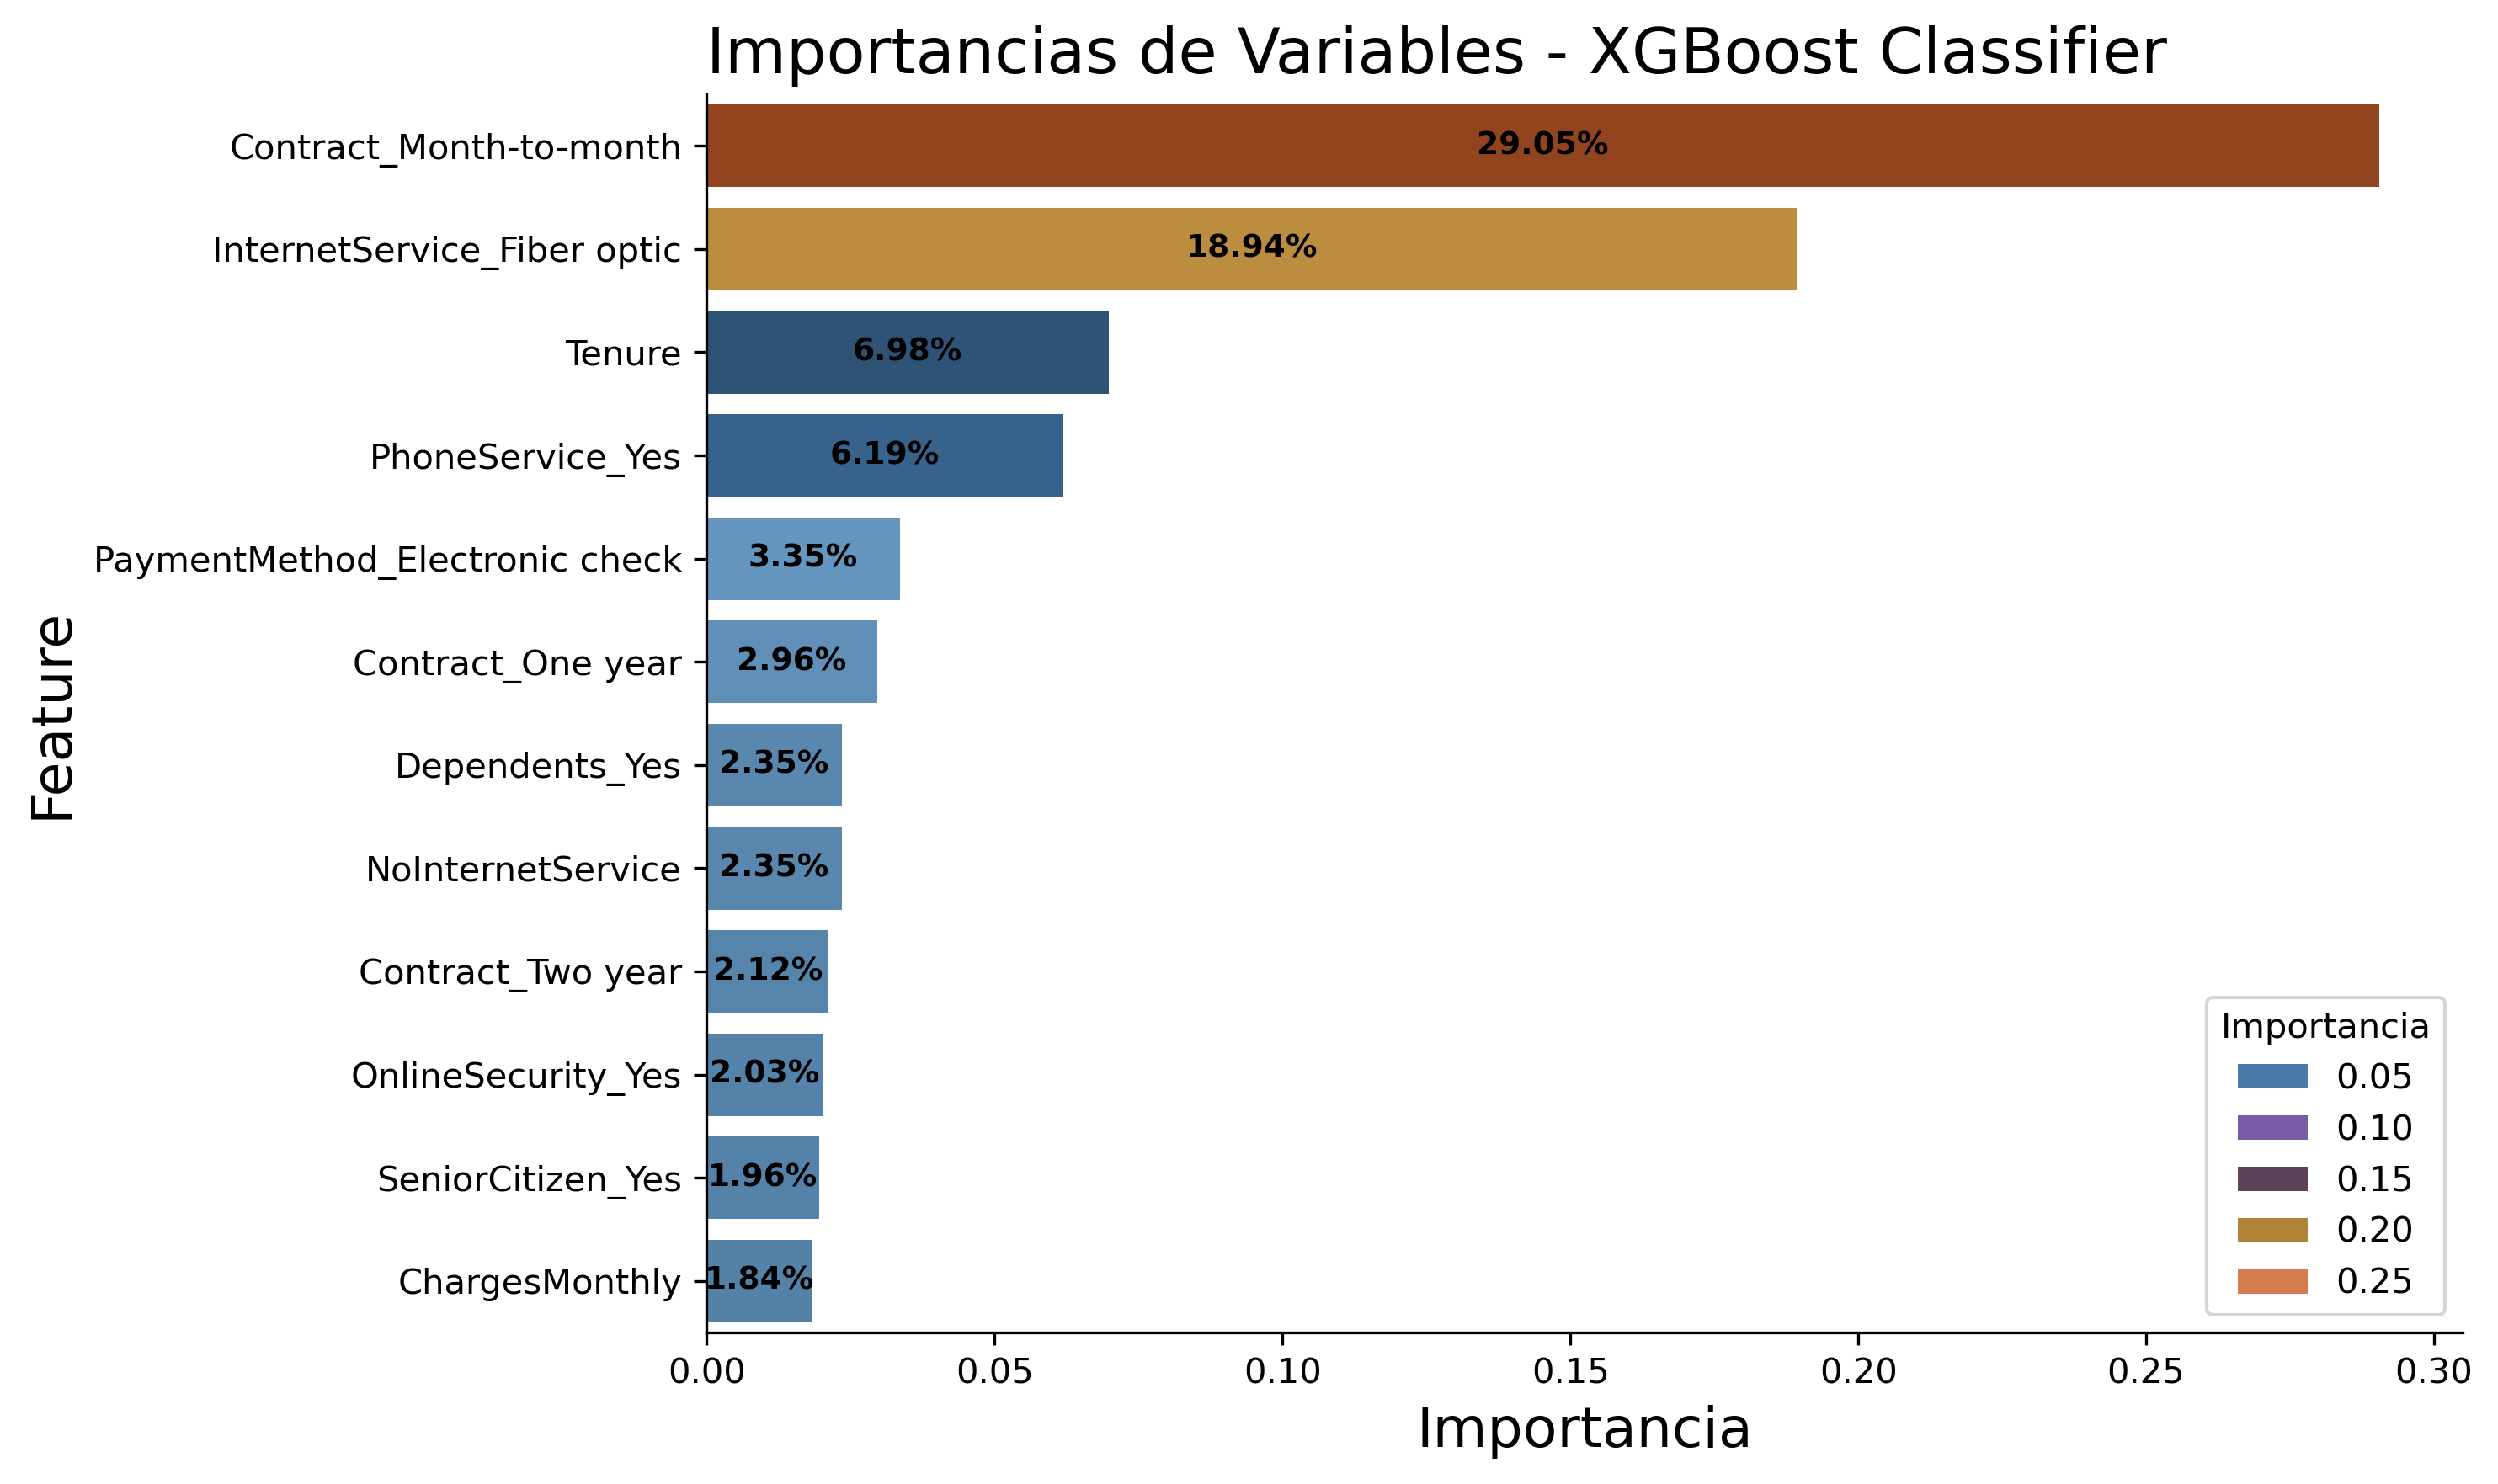 Importancias de Variables - XGBoost Classifier
Contract_Month-to-month
29.05%
InternetService_Fiber optic
18.94%
Tenure
6.98%
PhoneService_Yes
6.19%
PaymentMethod_Electronic check
3.35%
Contract_One year
2.96%
Dependents_Yes
2.35%
NoInternetService
2.35%
Contract_Two year
2.12%
OnlineSecurity_Yes
2.03%
SeniorCitizen_Yes
1.96%
ChargesMonthly
1.84%
Feature
Importancia
0.05
0.10
0.15
0.20
0.25
0.00 0.05 0.10 0.15 0.20 0.25 0.30
Importancia